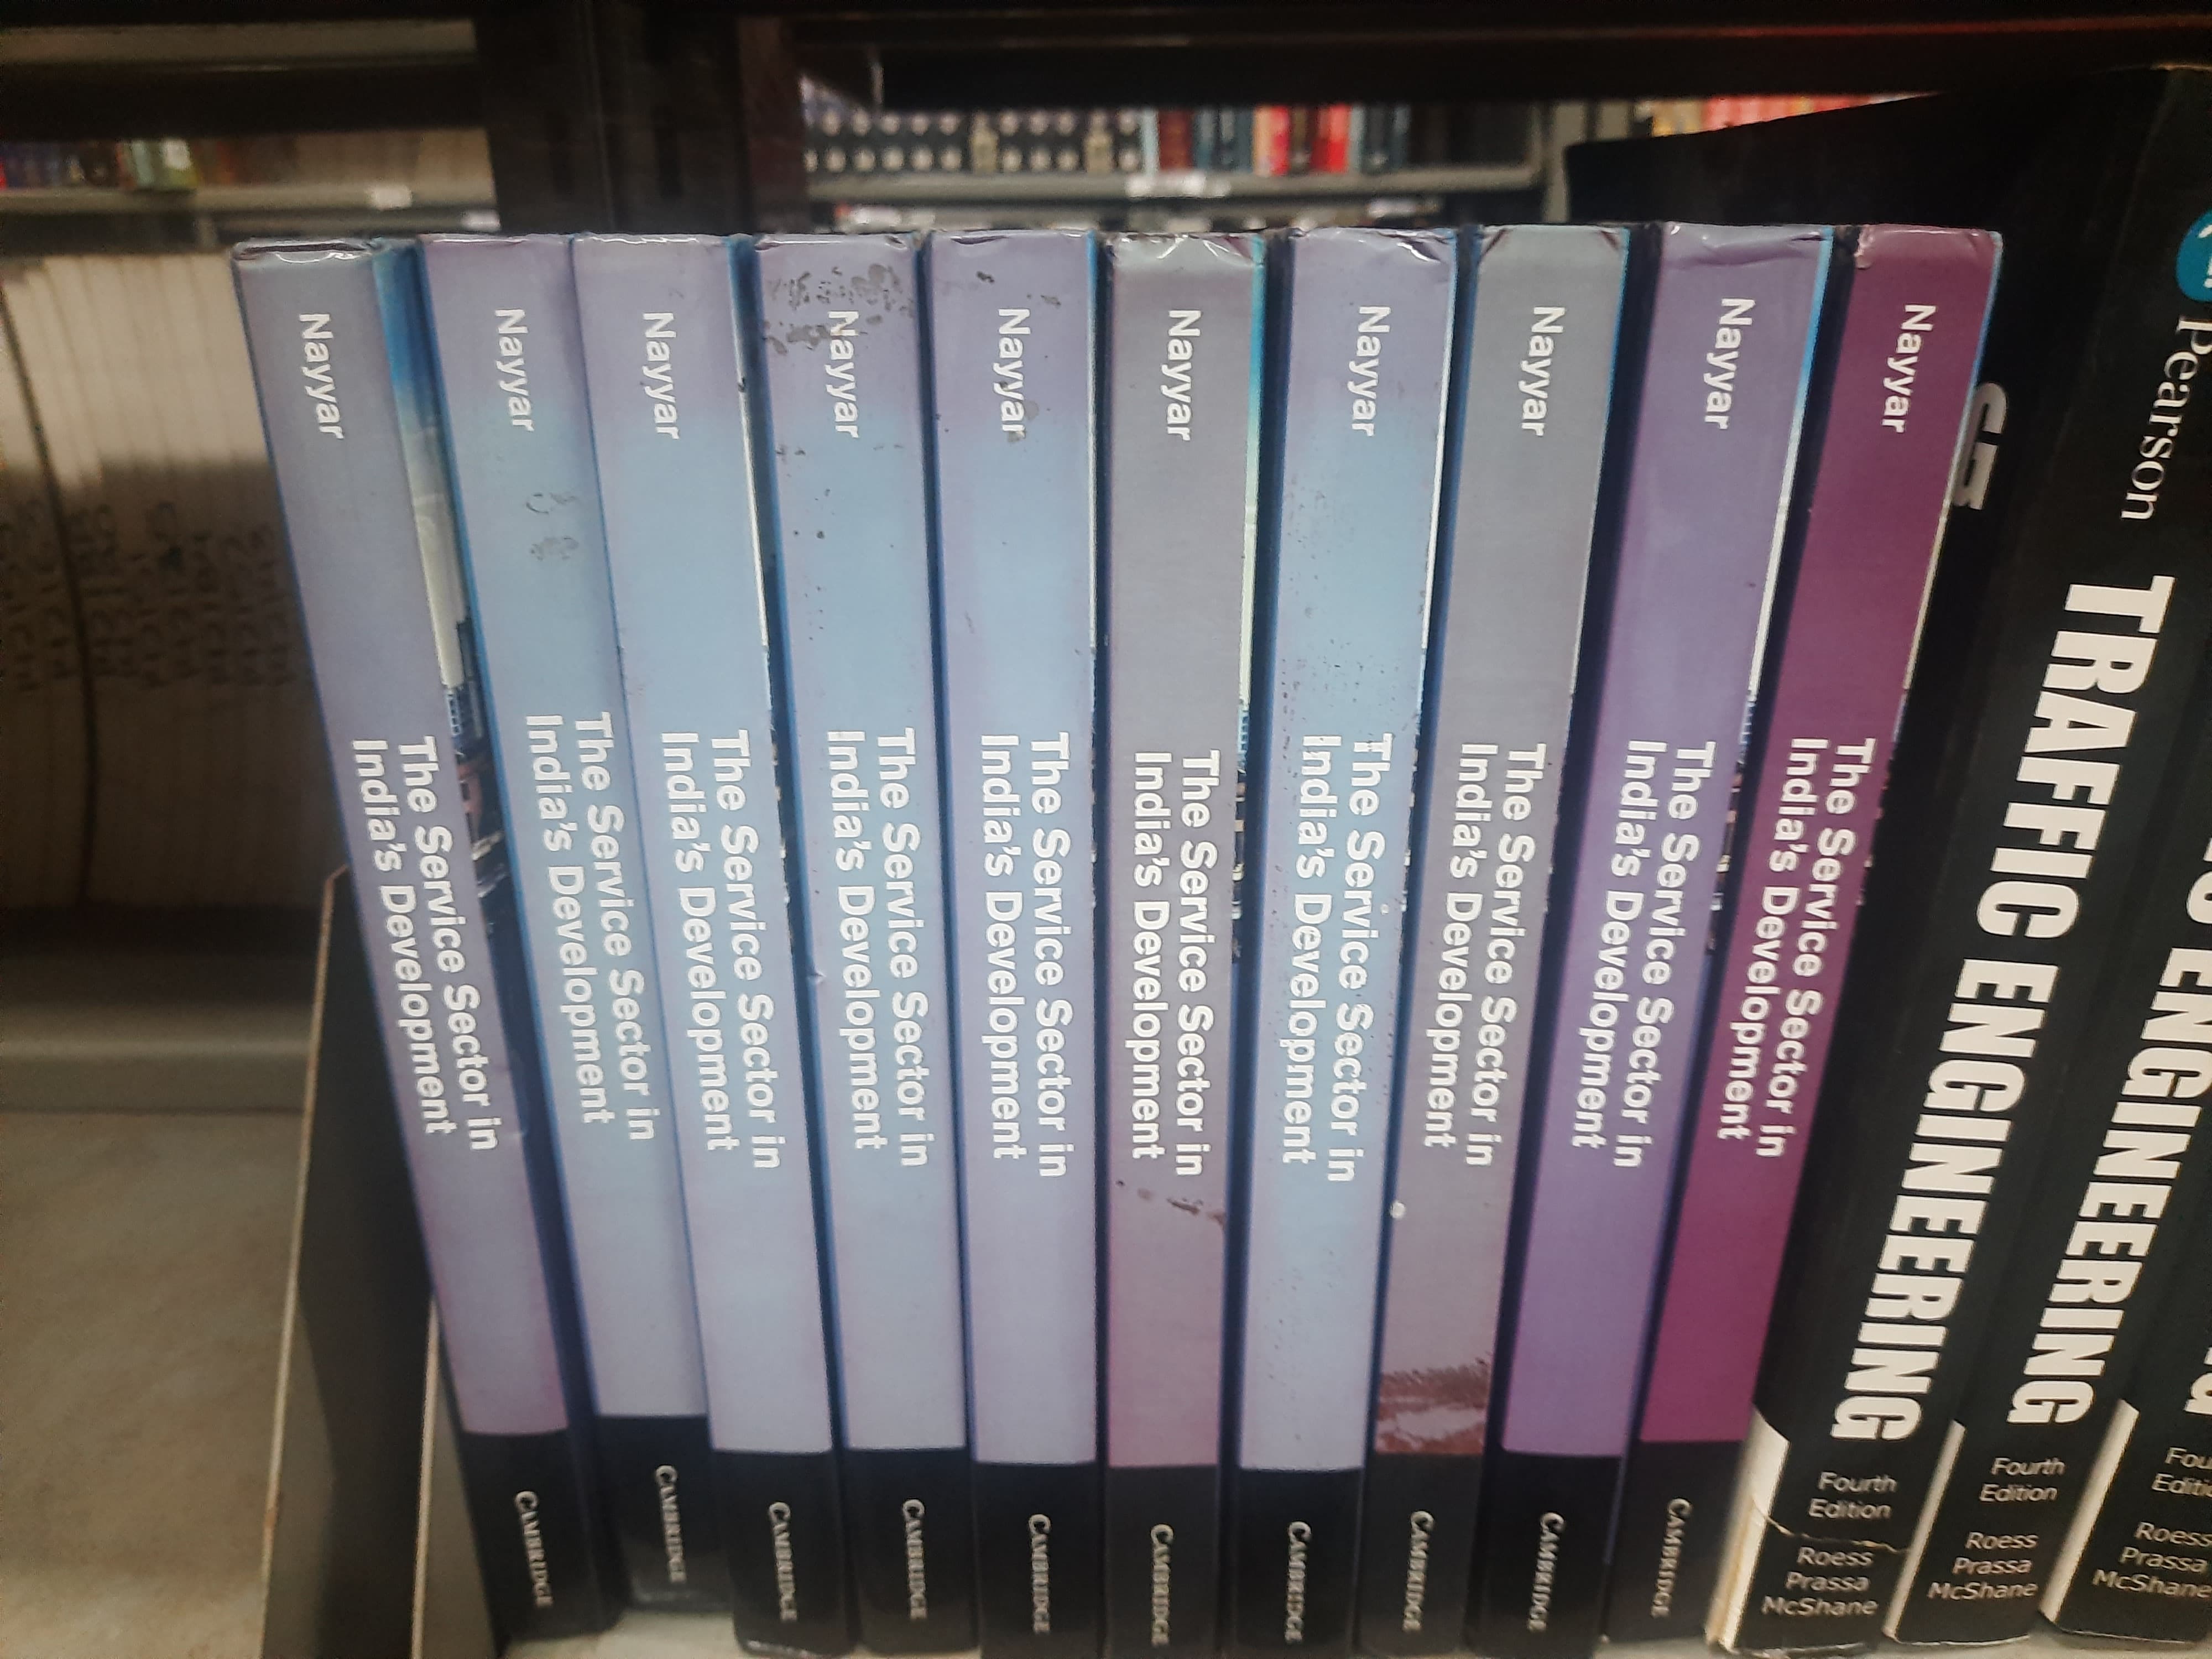 Nayyar
The Service Sector in
India's Development
CAMBRIDGE
Nayyar
The Service Sector in
India's Development
CAMBRIDGE
Nayyar
The Service Sector in
India's Development
CAMBRIDGE
Nayyar
The Service Sector in
India's Development
CAMBRIDGE
Nayyar
The Service Sector in
India's Development
CAMBRIDGE
Nayyar
The Service Sector in
India's Development
CAMBRIDGE
Nayyar
The Service Sector in
India's Development
CAMBRIDGE
Nayyar
The Service Sector in
India's Development
CAMBRIDGE
Nayyar
The Service Sector in
India's Development
CAMBRIDGE
Nayyar
The Service Sector in
India's Development
CAMBRIDGE
TRAFFIC ENGINEERING
Fourth
Edition
Roess
Prassa
McShane
Pearson
ENGINEERING
Fourth
Edition
Roess
Prassa
McShane
Roess
Prassa
McShane